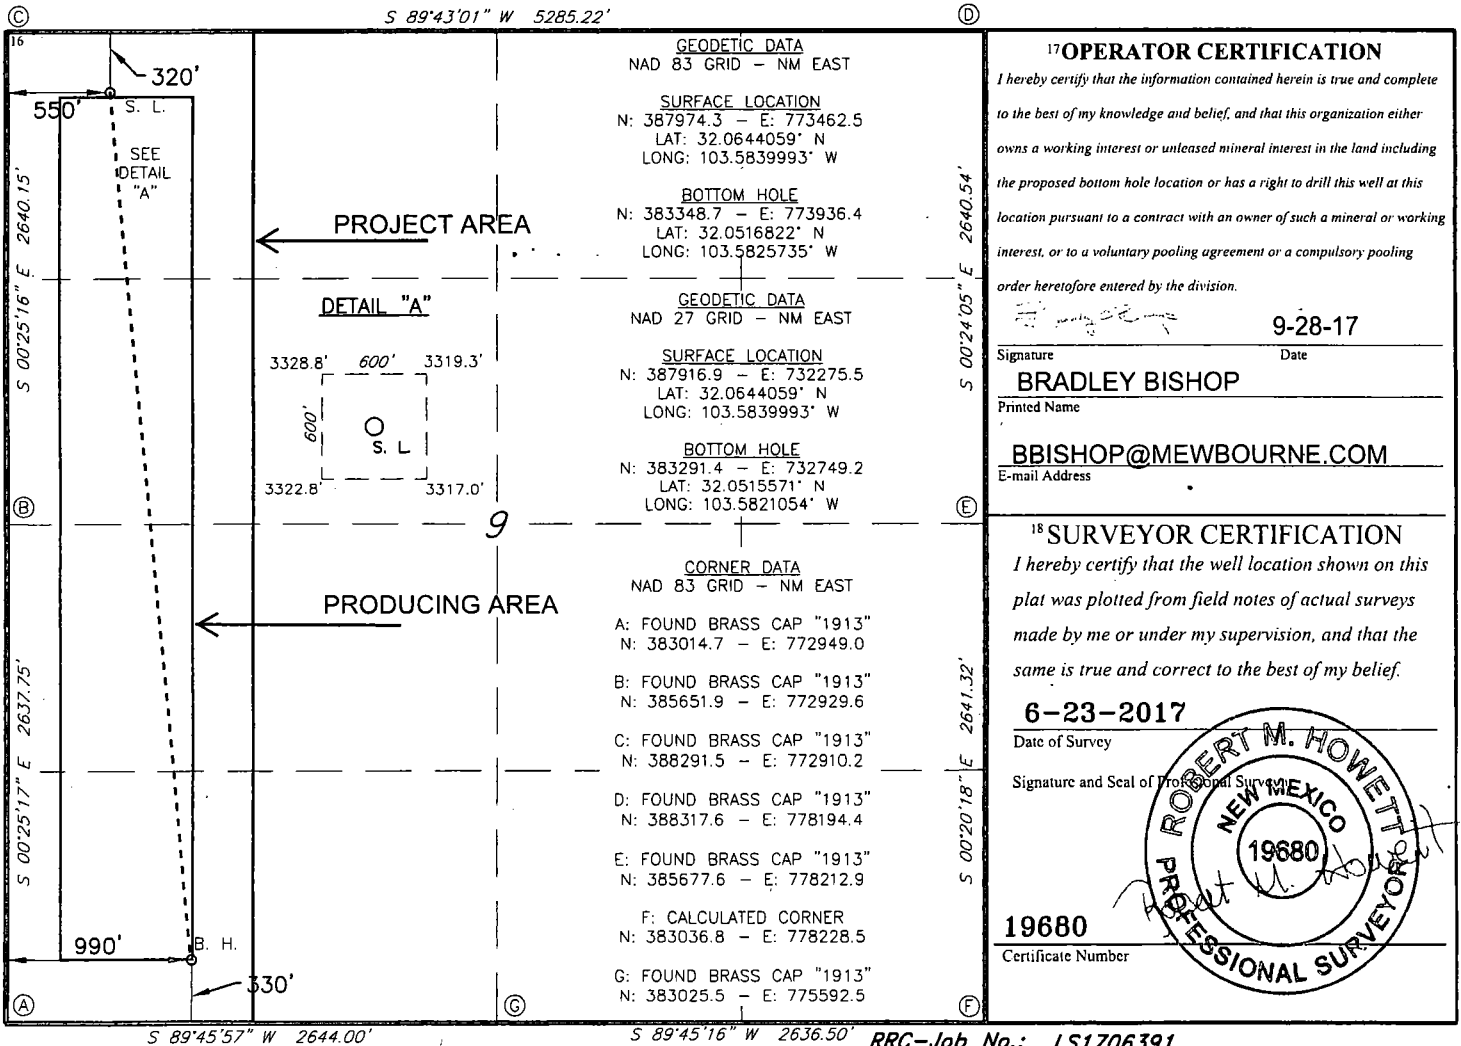 C
S 89°43'01" W 5285.22'
D
16
320'
550'
S. L.
SEE
DETAIL
"A"
S 00°25'16" E 2640.15'
PROJECT AREA
DETAIL "A"
3328.8' 600' 3319.3'
600'
S. L
3322.8' 3317.0'
B
9
PRODUCING AREA
S 00°25'17" E 2637.75'
990'
B. H.
330'
A
G
S 89°45'57" W 2644.00'
GEODETIC DATA
NAD 83 GRID - NM EAST
SURFACE LOCATION
N: 387974.3 - E: 773462.5
LAT: 32.0644059° N
LONG: 103.5839993° W
BOTTOM HOLE
N: 383348.7 - E: 773936.4
LAT: 32.0516822° N
LONG: 103.5825735° W
GEODETIC DATA
NAD 27 GRID - NM EAST
SURFACE LOCATION
N: 387916.9 - E: 732275.5
LAT: 32.0644059° N
LONG: 103.5839993° W
BOTTOM HOLE
N: 383291.4 - E: 732749.2
LAT: 32.0515571° N
LONG: 103.5821054° W
CORNER DATA
NAD 83 GRID - NM EAST
A: FOUND BRASS CAP "1913"
N: 383014.7 - E: 772949.0
B: FOUND BRASS CAP "1913"
N: 385651.9 - E: 772929.6
C: FOUND BRASS CAP "1913"
N: 388291.5 - E: 772910.2
D: FOUND BRASS CAP "1913"
N: 388317.6 - E: 778194.4
E: FOUND BRASS CAP "1913"
N: 385677.6 - E: 778212.9
F: CALCULATED CORNER
N: 383036.8 - E: 778228.5
G: FOUND BRASS CAP "1913"
N: 383025.5 - E: 775592.5
S 00°24'05" E 2640.54'
E
S 00°20'18" E 2641.32'
F
S 89°45'16" W 2636.50'
17 OPERATOR CERTIFICATION
I hereby certify that the information contained herein is true and complete
to the best of my knowledge and belief, and that this organization either
owns a working interest or unleased mineral interest in the land including
the proposed bottom hole location or has a right to drill this well at this
location pursuant to a contract with an owner of such a mineral or working
interest, or to a voluntary pooling agreement or a compulsory pooling
order heretofore entered by the division.
9-28-17
Signature Date
BRADLEY BISHOP
Printed Name
BBISHOP@MEWBOURNE.COM
E-mail Address
18 SURVEYOR CERTIFICATION
I hereby certify that the well location shown on this
plat was plotted from field notes of actual surveys
made by me or under my supervision, and that the
same is true and correct to the best of my belief.
6-23-2017
Date of Survey
Signature and Seal of Professional Surveyor
ROBERT M. HOWETT
NEW MEXICO
19680
PROFESSIONAL SURVEYOR
Robert M. Howett
19680
Certificate Number
RRC-Job No.: LS1706391